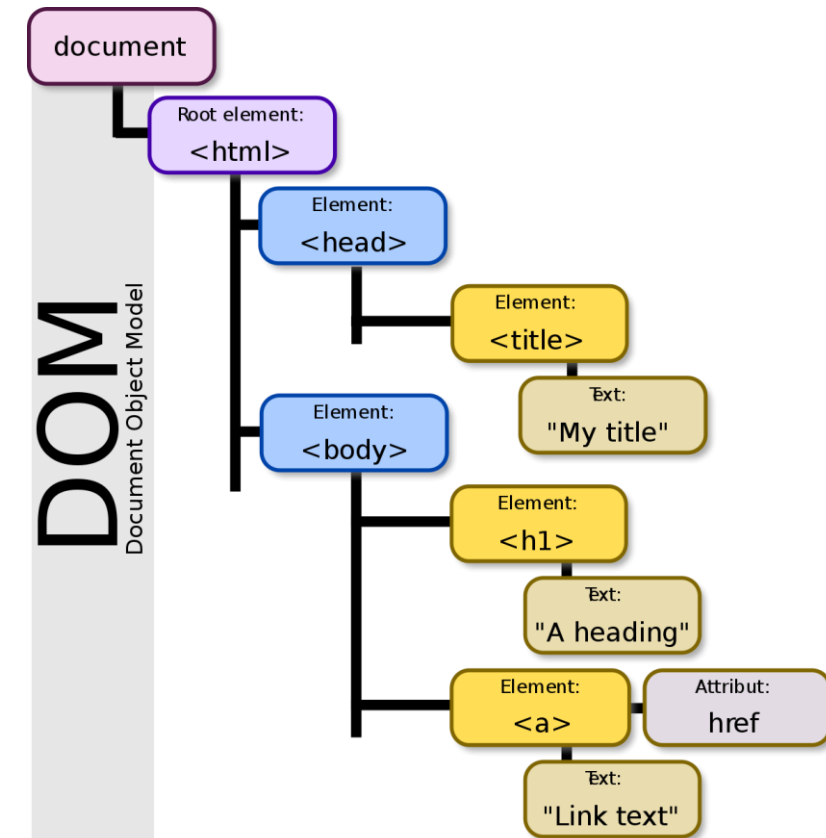 document
Root element:
<html>
Element:
<head>
Element:
<title>
Text:
"My title"
Element:
<body>
Element:
<h1>
Text:
"A heading"
Element:
<a>
Attribut:
href
Text:
"Link text"
DOM
Document Object Model